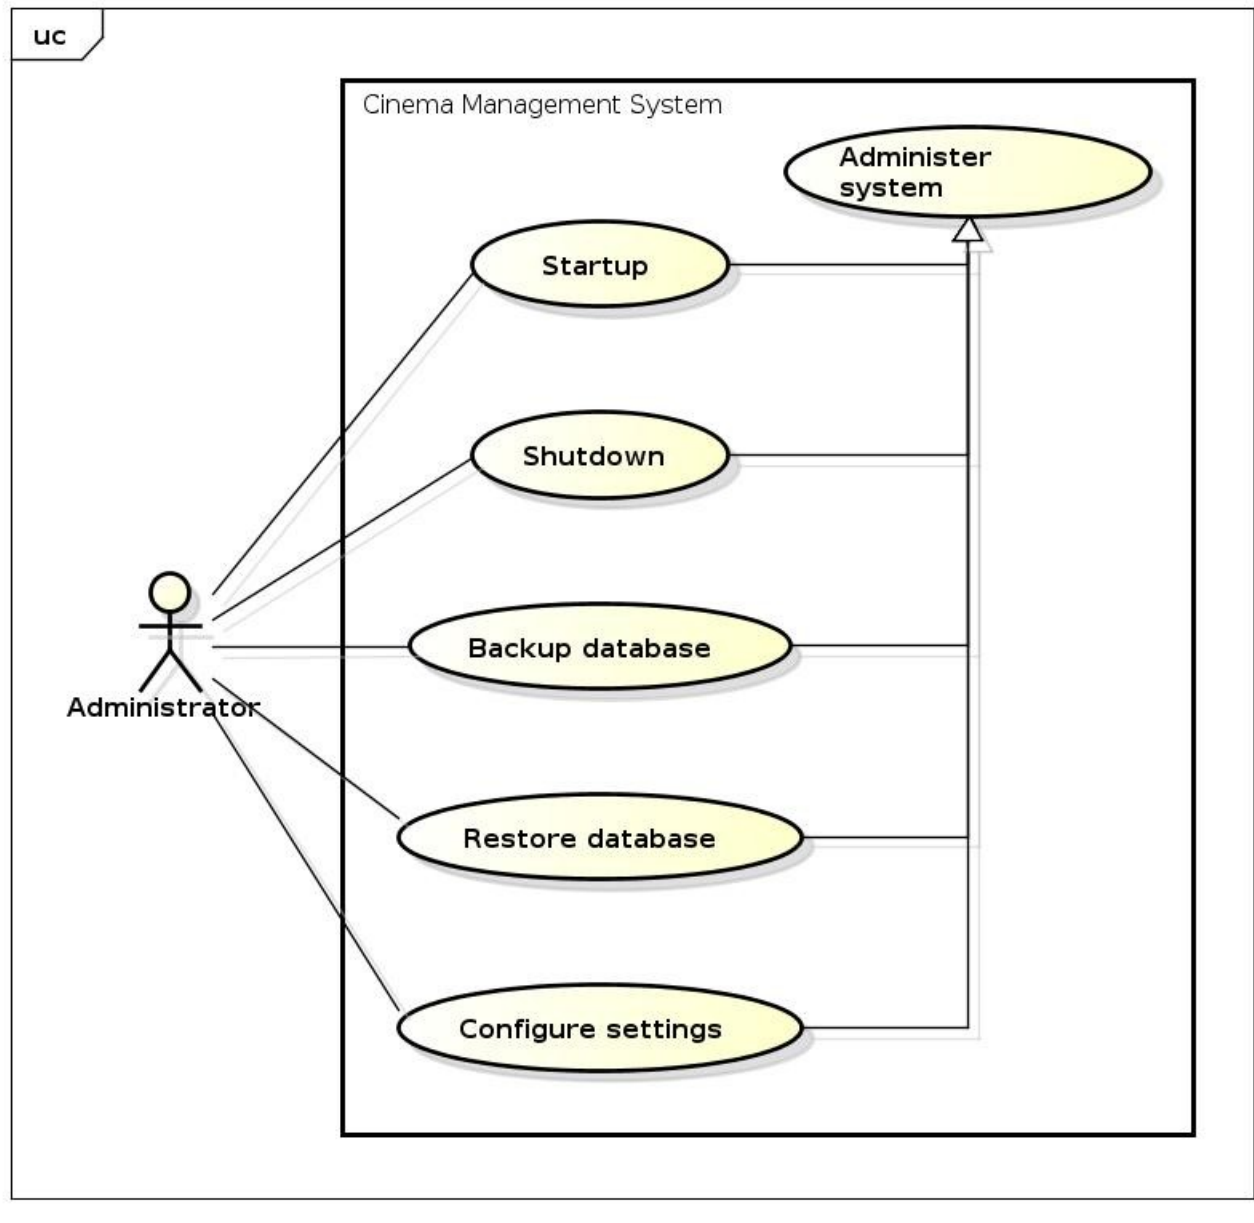 uc
Cinema Management System
Administer
system
Startup
Shutdown
Backup database
Administrator
Restore database
Configure settings